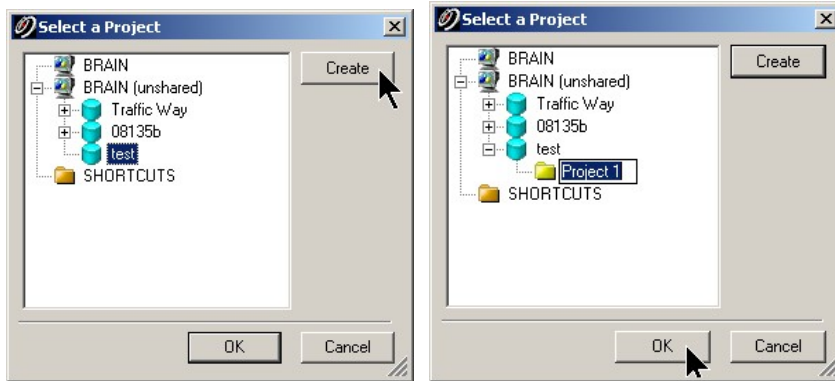 Select a Project
BRAIN
Create
BRAIN (unshared)
Traffic Way
08135b
test
SHORTCUTS
OK
Cancel
Select a Project
BRAIN
Create
BRAIN (unshared)
Traffic Way
08135b
test
Project 1
SHORTCUTS
OK
Cancel